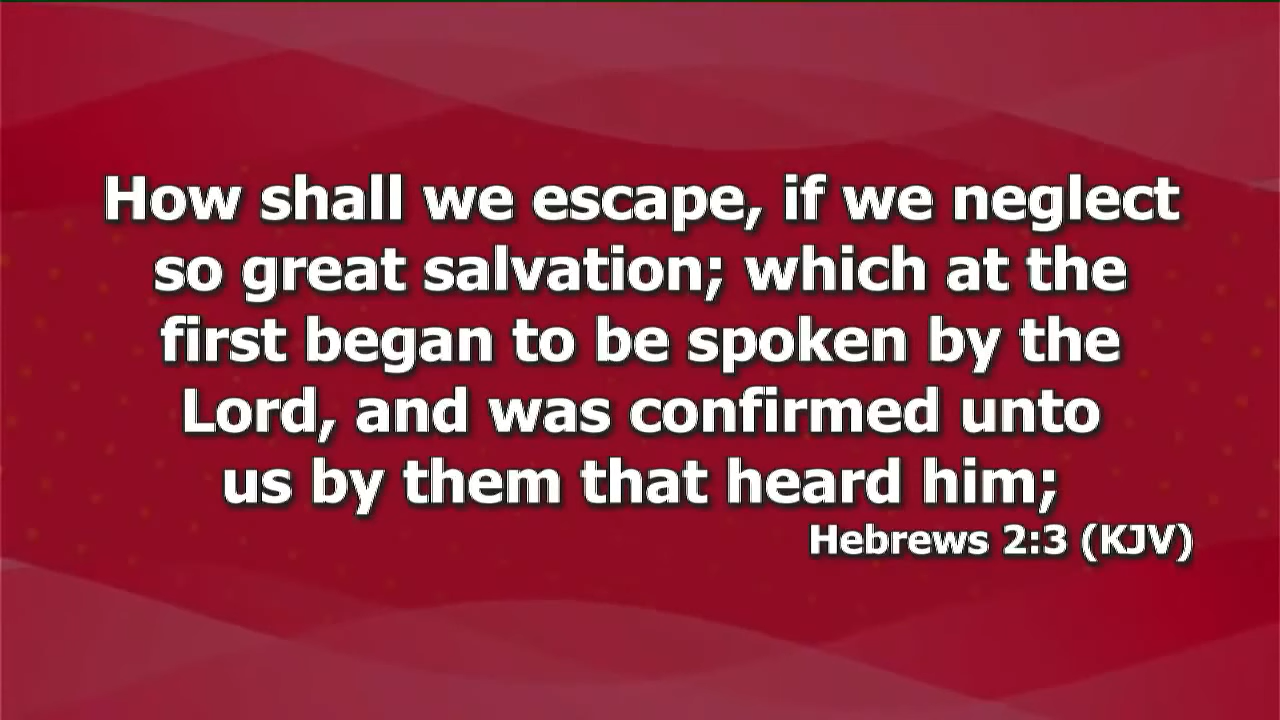 How shall we escape, if we neglect
so great salvation; which at the
first began to be spoken by the
Lord, and was confirmed unto
us by them that heard him;
Hebrews 2:3 (KJV)